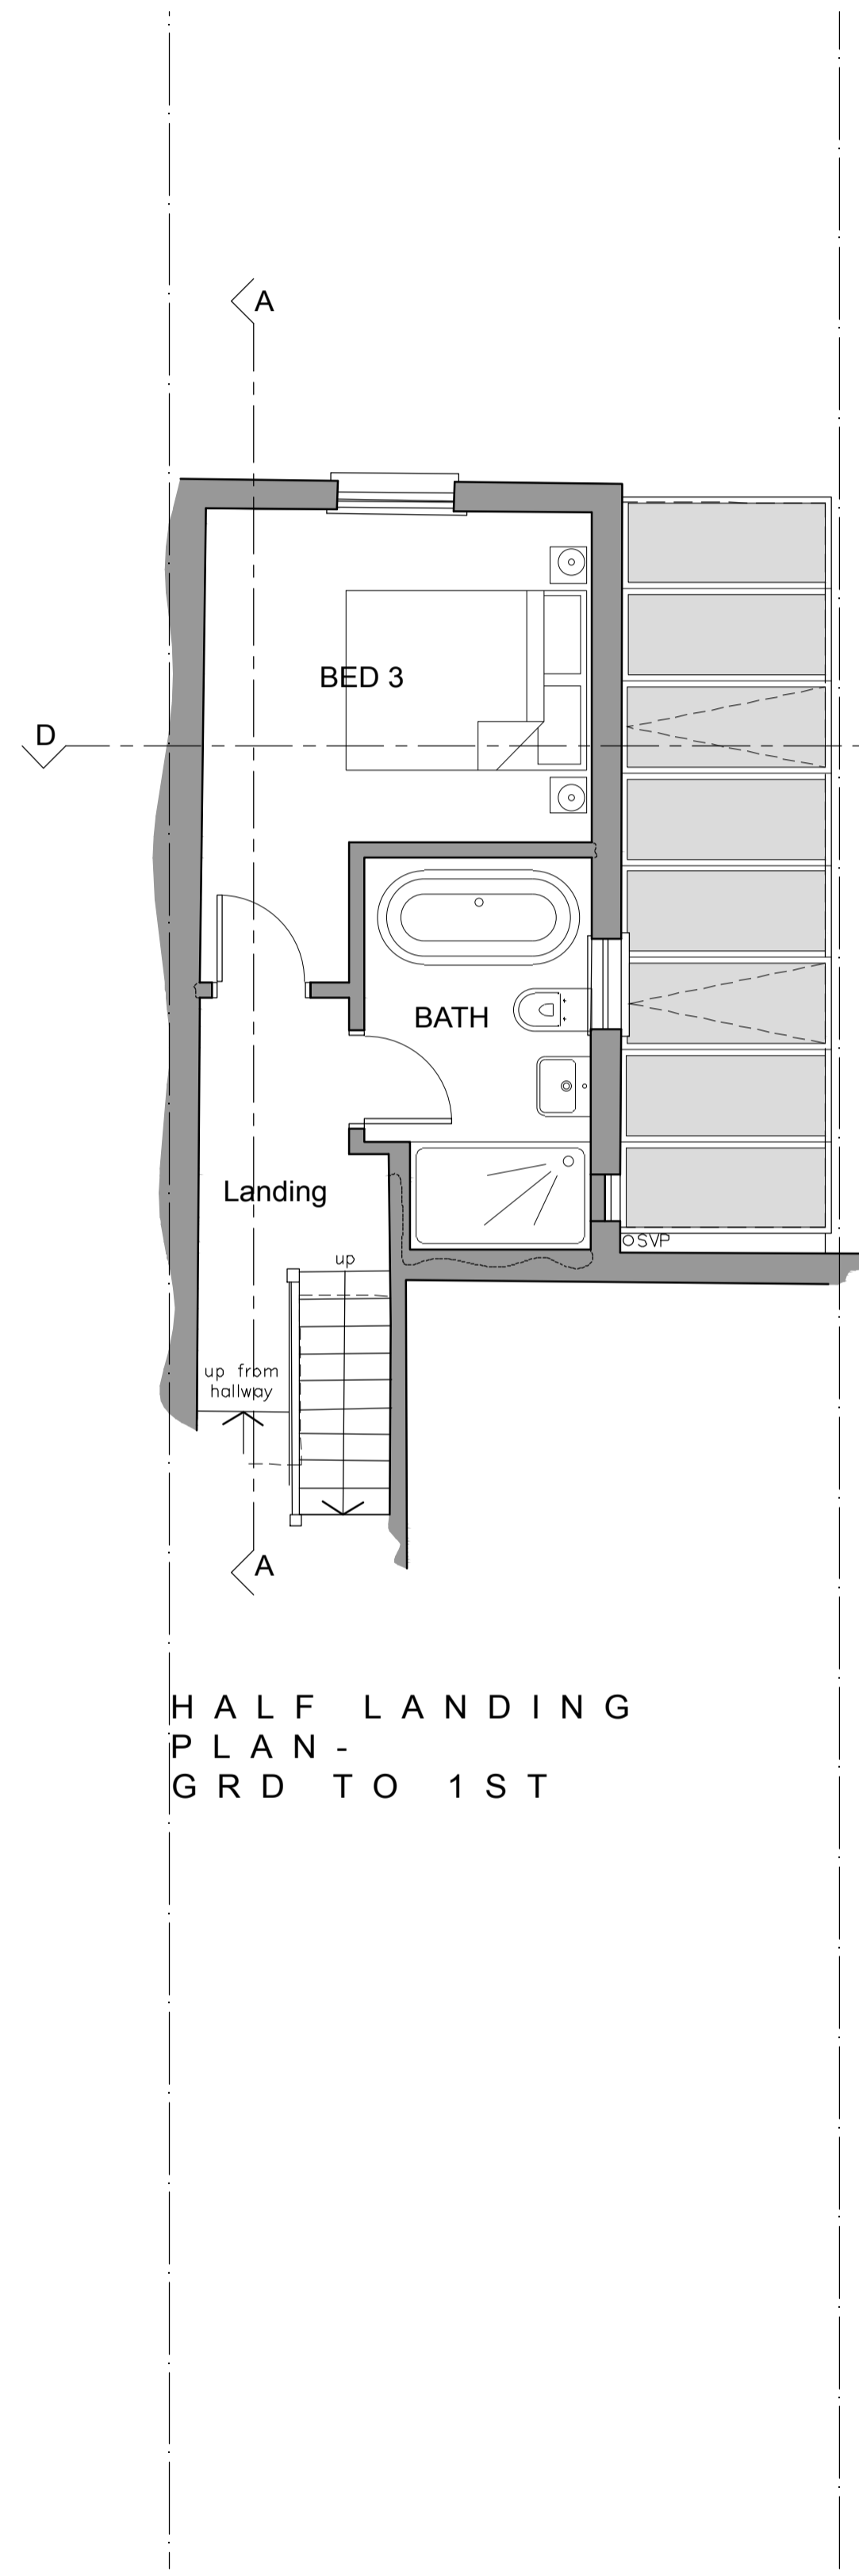 A
D
BED 3
BATH
Landing
SVP
up
up from
hallway
A
HALF LANDING
PLAN-
GRD TO 1ST